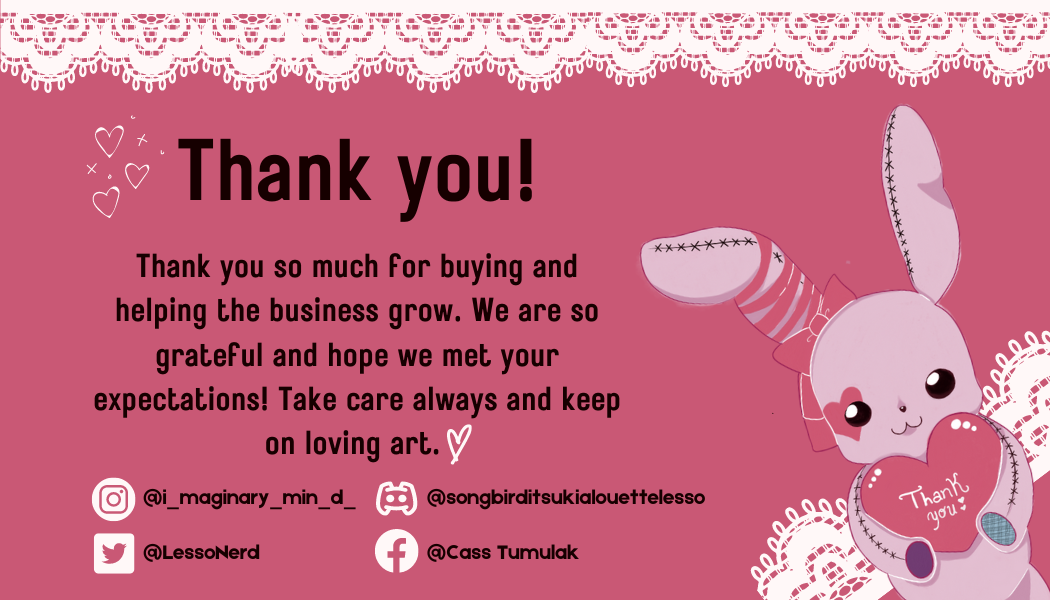 Thank you!
Thank you so much for buying and
helping the business grow. We are so
grateful and hope we met your
expectations! Take care always and keep
on loving art.
@i_maginary_min_d_
@songbirditsukialouettelesso
@LessoNerd
@Cass Tumulak
Thank
you